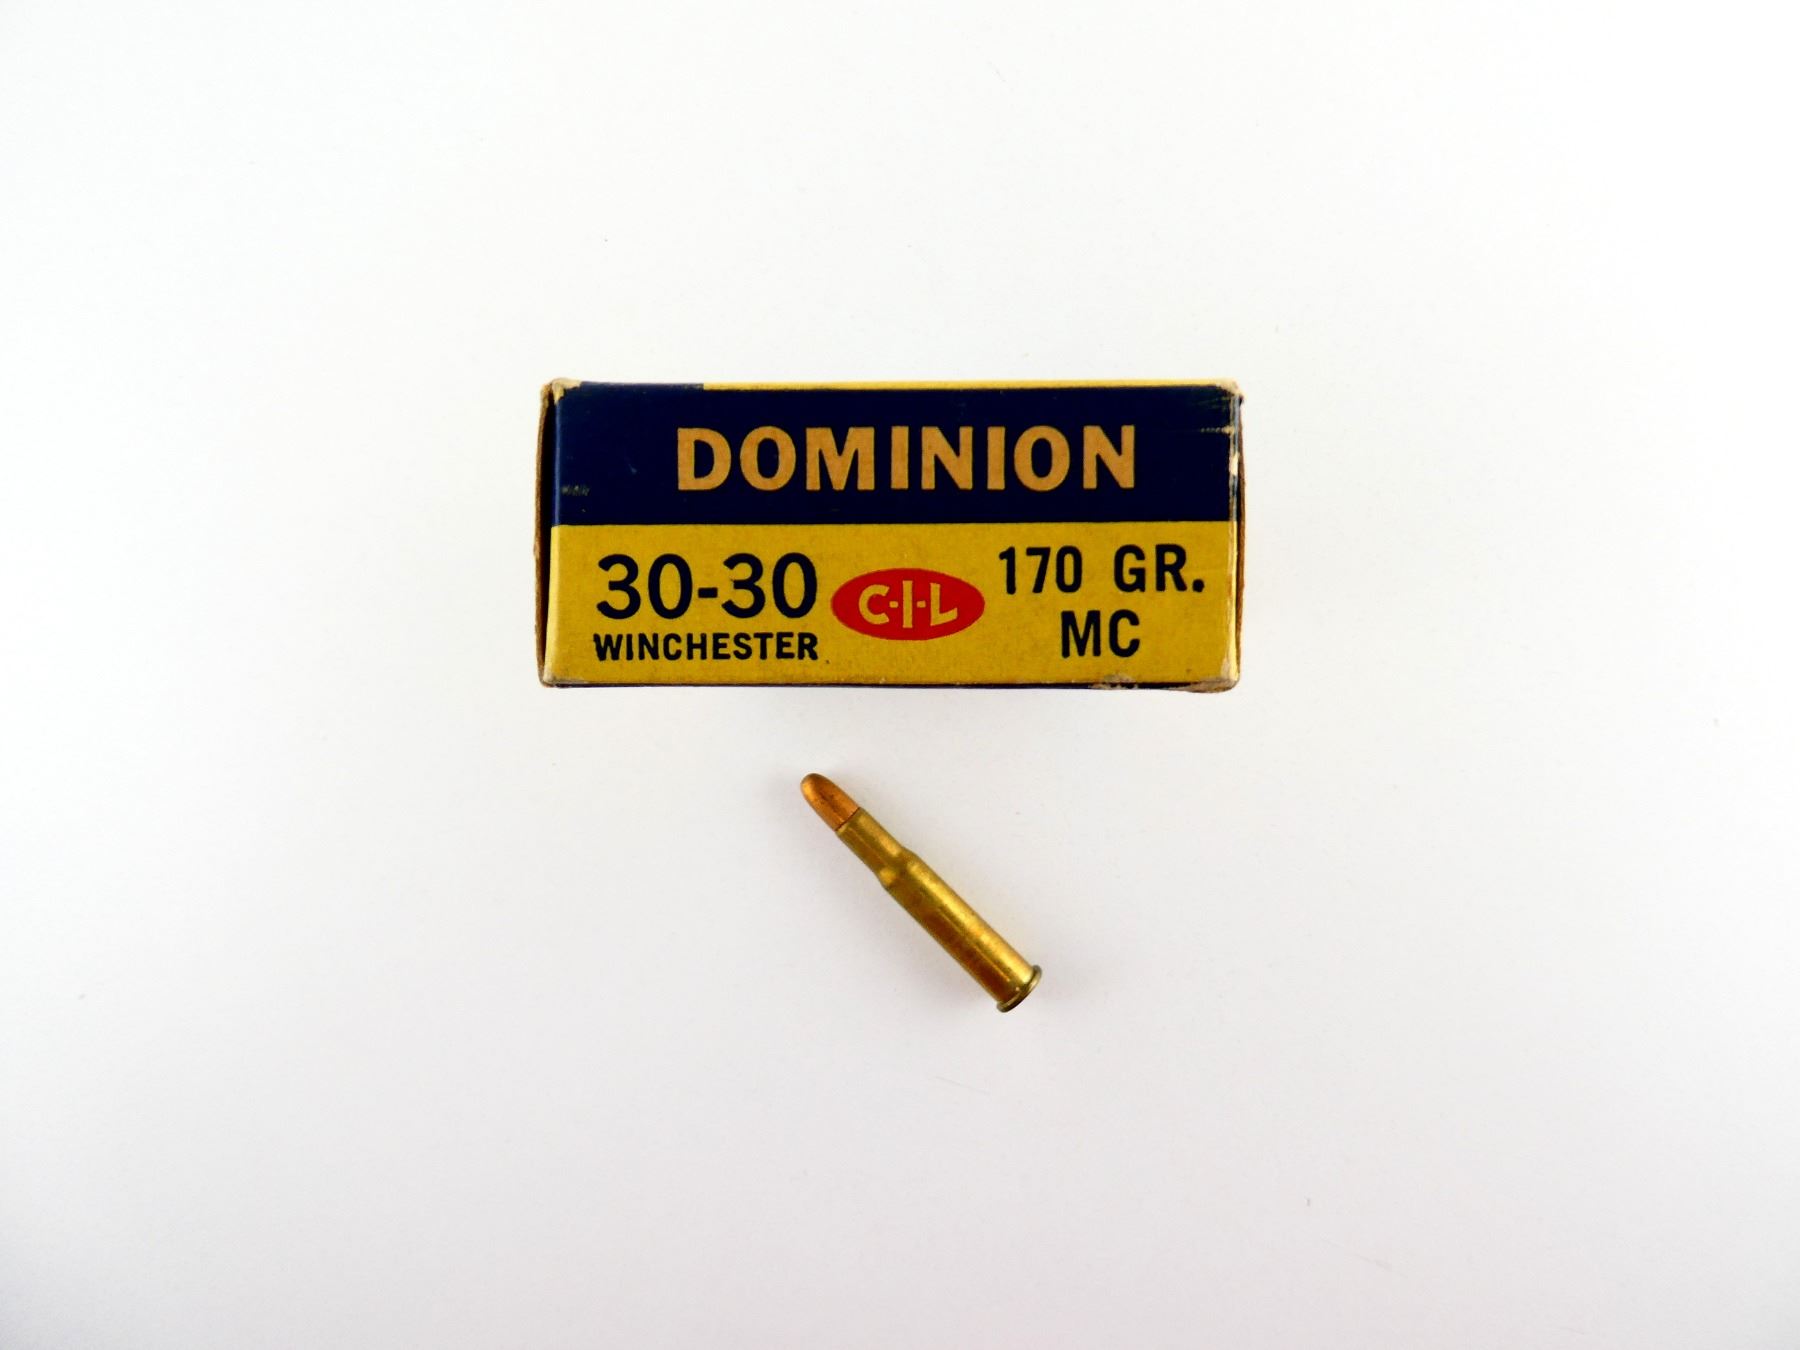 DOMINION
30-30
WINCHESTER
C-I-L
170 GR.
MC